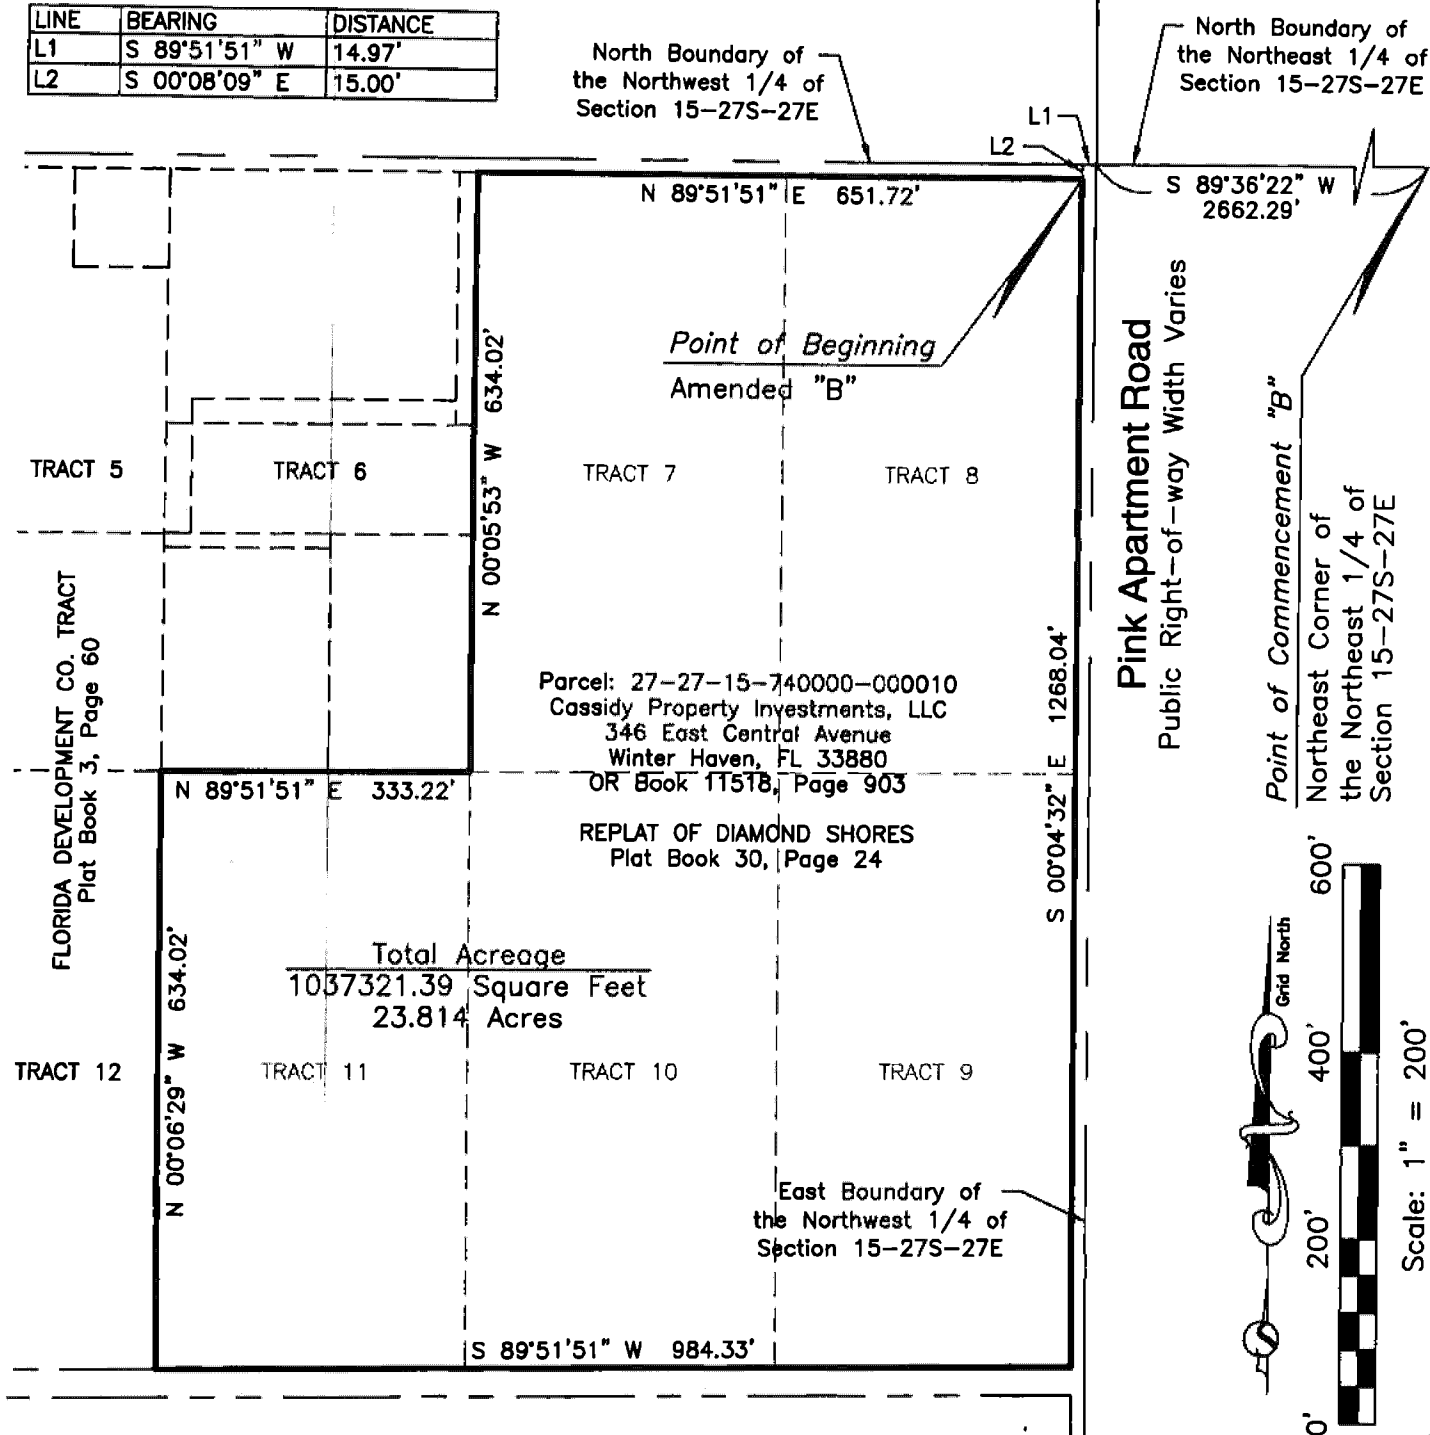 LINE BEARING DISTANCE
L1 S 89°51'51" W 14.97'
L2 S 00°08'09" E 15.00'
North Boundary of
the Northwest 1/4 of
Section 15-27S-27E
North Boundary of
the Northeast 1/4 of
Section 15-27S-27E
L1
L2
N 89°51'51" E 651.72'
S 89°36'22" W
2662.29'
Point of Beginning
Amended "B"
N 00°05'53" W 634.02'
TRACT 5
TRACT 6
TRACT 7
TRACT 8
Pink Apartment Road
Public Right-of-way Width Varies
Point of Commencement "B"
Northeast Corner of
the Northeast 1/4 of
Section 15-27S-27E
FLORIDA DEVELOPMENT CO. TRACT
Plat Book 3, Page 60
Parcel: 27-27-15-740000-000010
Cassidy Property Investments, LLC
346 East Central Avenue
Winter Haven, FL 33880
OR Book 11518, Page 903
REPLAT OF DIAMOND SHORES
Plat Book 30, Page 24
S 00°04'32" E 1268.04'
N 89°51'51" E 333.22'
Total Acreage
1037321.39 Square Feet
23.814 Acres
N 00°06'29" W 634.02'
TRACT 12
TRACT 11
TRACT 10
TRACT 9
East Boundary of
the Northwest 1/4 of
Section 15-27S-27E
S 89°51'51" W 984.33'
Grid North
600'
400'
200'
0'
Scale: 1" = 200'